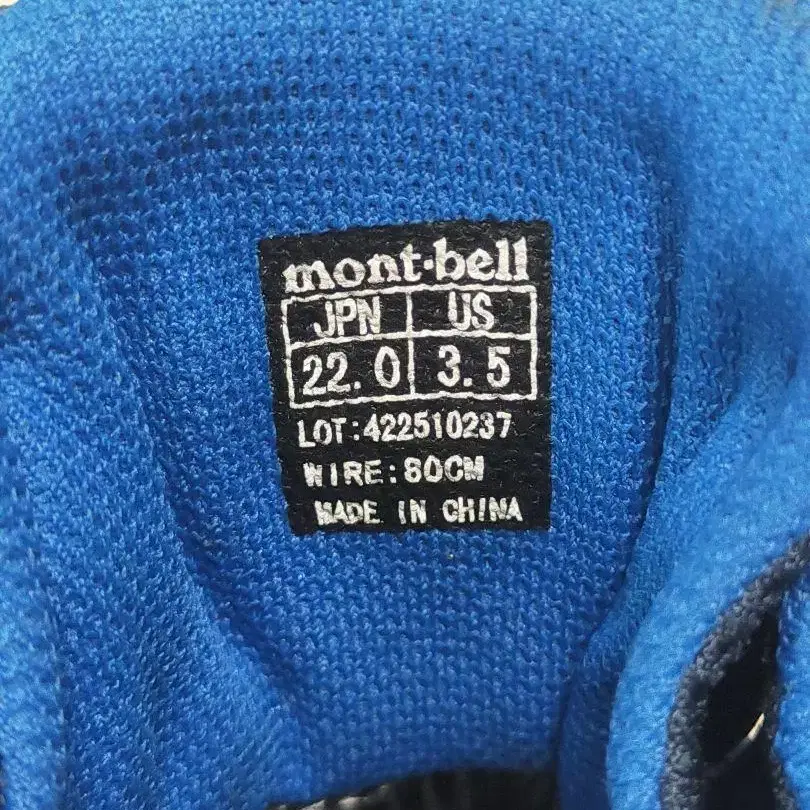 mont·bell
JPN US
22.0 3.5
LOT:422510237
WIRE:80CM
MADE IN CHINA